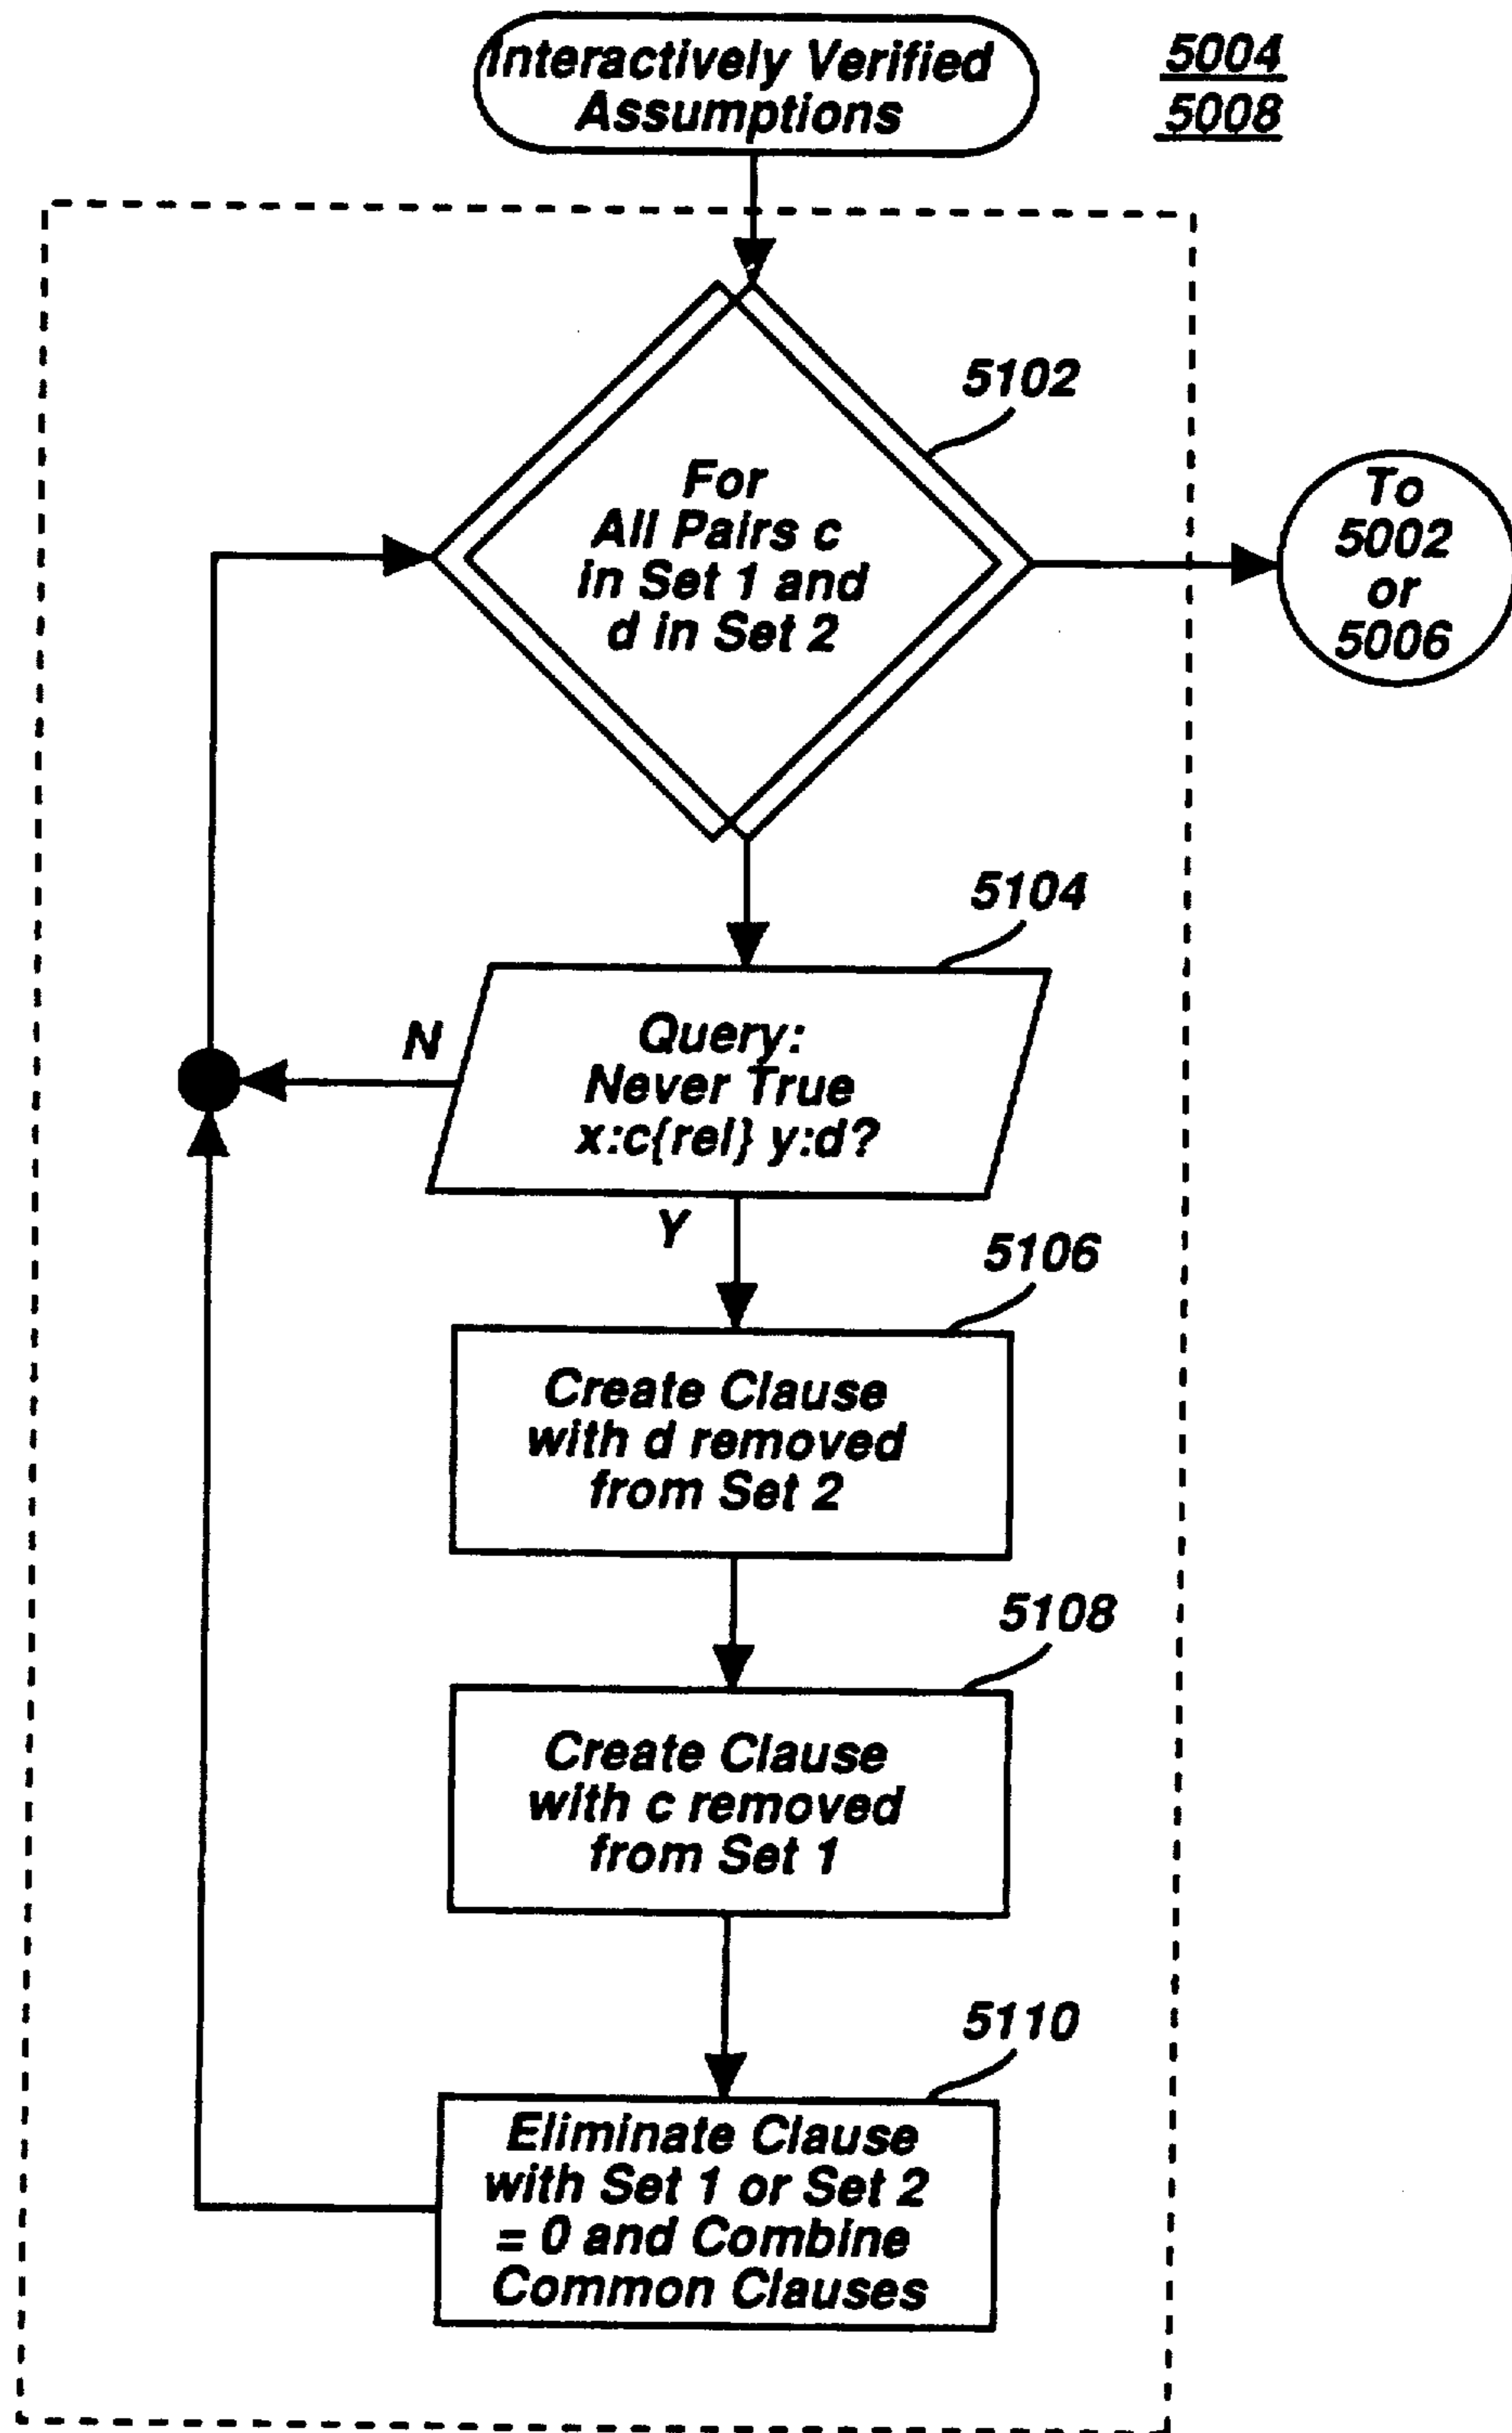 Interactively Verified
Assumptions
5004
5008
5102
For
All Pairs c
in Set 1 and
d in Set 2
To
5002
or
5006
5104
N
Query:
Never True
x:c{rel} y:d?
Y
5106
Create Clause
with d removed
from Set 2
5108
Create Clause
with c removed
from Set 1
5110
Eliminate Clause
with Set 1 or Set 2
= 0 and Combine
Common Clauses